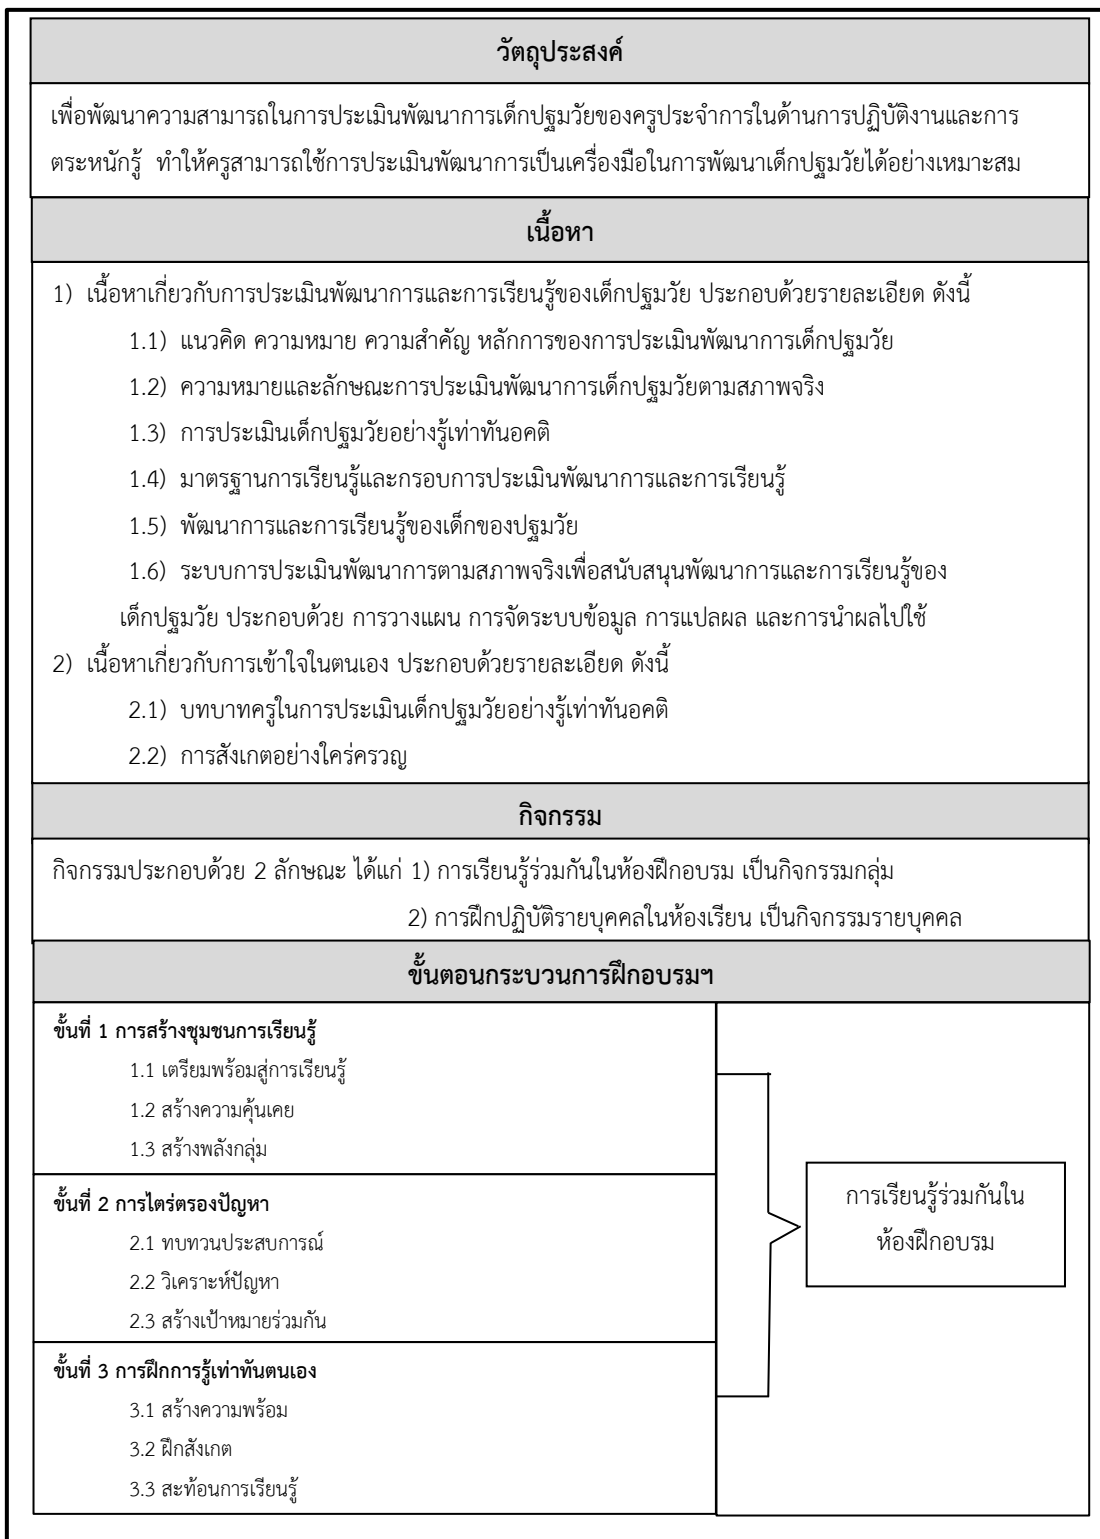 วัตถุประสงค์
เพื่อพัฒนาความสามารถในการประเมินพัฒนาการเด็กปฐมวัยของครูประจำการในด้านการปฏิบัติงานและการ
ตระหนักรู้ ทำให้ครูสามารถใช้การประเมินพัฒนาการเป็นเครื่องมือในการพัฒนาเด็กปฐมวัยได้อย่างเหมาะสม
เนื้อหา
1) เนื้อหาเกี่ยวกับการประเมินพัฒนาการและการเรียนรู้ของเด็กปฐมวัย ประกอบด้วยรายละเอียด ดังนี้
1.1) แนวคิด ความหมาย ความสำคัญ หลักการของการประเมินพัฒนาการเด็กปฐมวัย
1.2) ความหมายและลักษณะการประเมินพัฒนาการเด็กปฐมวัยตามสภาพจริง
1.3) การประเมินเด็กปฐมวัยอย่างรู้เท่าทันอคติ
1.4) มาตรฐานการเรียนรู้และกรอบการประเมินพัฒนาการและการเรียนรู้
1.5) พัฒนาการและการเรียนรู้ของเด็กของปฐมวัย
1.6) ระบบการประเมินพัฒนาการตามสภาพจริงเพื่อสนับสนุนพัฒนาการและการเรียนรู้ของ
เด็กปฐมวัย ประกอบด้วย การวางแผน การจัดระบบข้อมูล การแปลผล และการนำผลไปใช้
2) เนื้อหาเกี่ยวกับการเข้าใจในตนเอง ประกอบด้วยรายละเอียด ดังนี้
2.1) บทบาทครูในการประเมินเด็กปฐมวัยอย่างรู้เท่าทันอคติ
2.2) การสังเกตอย่างใคร่ครวญ
กิจกรรม
กิจกรรมประกอบด้วย 2 ลักษณะ ได้แก่ 1) การเรียนรู้ร่วมกันในห้องฝึกอบรม เป็นกิจกรรมกลุ่ม
2) การฝึกปฏิบัติรายบุคคลในห้องเรียน เป็นกิจกรรมรายบุคคล
ขั้นตอนกระบวนการฝึกอบรมฯ
ขั้นที่ 1 การสร้างชุมชนการเรียนรู้
1.1 เตรียมพร้อมสู่การเรียนรู้
1.2 สร้างความคุ้นเคย
1.3 สร้างพลังกลุ่ม
ขั้นที่ 2 การไตร่ตรองปัญหา
2.1 ทบทวนประสบการณ์
2.2 วิเคราะห์ปัญหา
2.3 สร้างเป้าหมายร่วมกัน
ขั้นที่ 3 การฝึกการรู้เท่าทันตนเอง
3.1 สร้างความพร้อม
3.2 ฝึกสังเกต
3.3 สะท้อนการเรียนรู้
การเรียนรู้ร่วมกันใน
ห้องฝึกอบรม